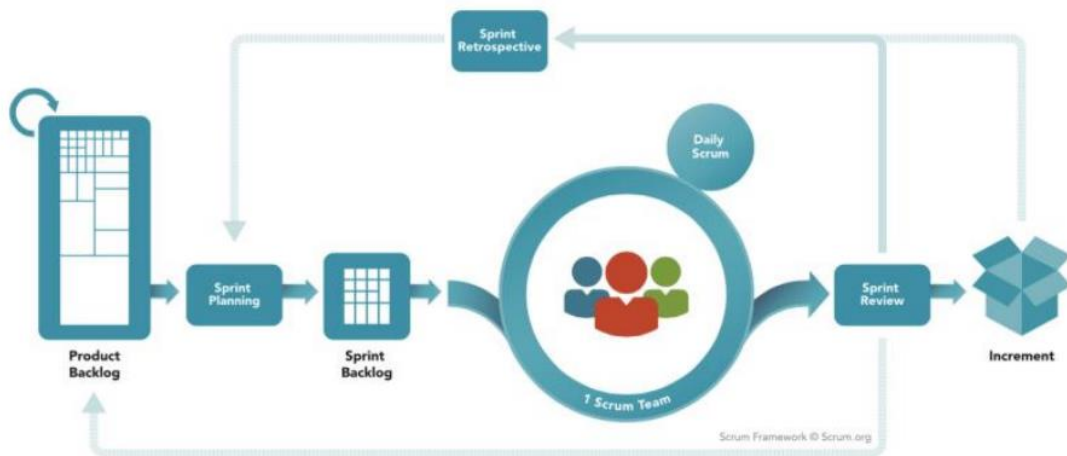 Sprint
Retrospective
Daily
Scrum
Sprint
Planning
Sprint
Review
Product
Backlog
Sprint
Backlog
1 Scrum Team
Increment
Scrum Framework © Scrum.org